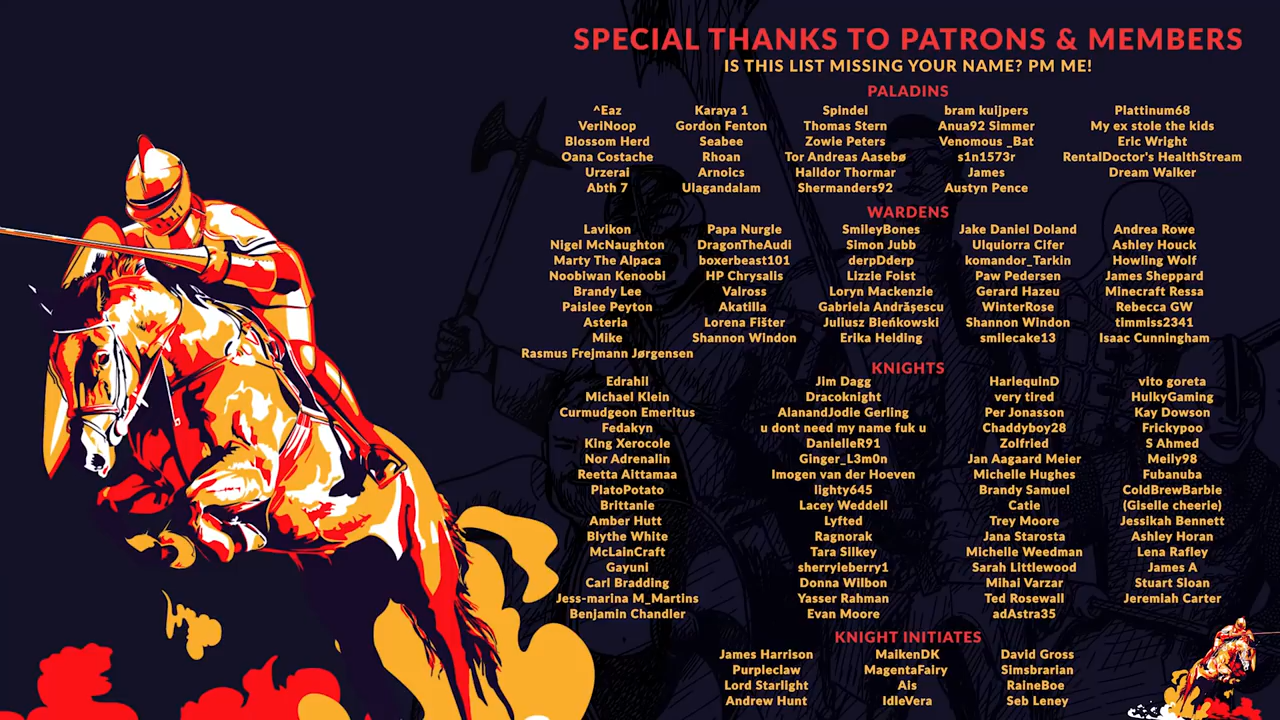 SPECIAL THANKS TO PATRONS & MEMBERS
IS THIS LIST MISSING YOUR NAME? PM ME!
PALADINS
^Eaz Karaya 1 Spindel bram kuijpers Plattinum68
VeriNoop Gordon Fenton Thomas Stern Anua92 Simmer My ex stole the kids
Blossom Herd Seabee Zowie Peters Venomous _Bat Eric Wright
Oana Costache Rhoan Tor Andreas Aasebø s1n1573r RentalDoctor's HealthStream
Urzerai Arnoics Halldor Thormar James Dream Walker
Abth 7 Ulagandalam Shermanders92 Austyn Pence
WARDENS
Lavikon Papa Nurgle SmileyBones Jake Daniel Doland Andrea Rowe
Nigel McNaughton DragonTheAudi Simon Jubb Ulquiorra Cifer Ashley Houck
Marty The Alpaca boxerbeast101 derpDderp komandor_Tarkin Howling Wolf
Noobiwan Kenoobi HP Chrysalis Lizzie Foist Paw Pedersen James Sheppard
Brandy Lee Vaiross Loryn Mackenzie Gerard Hazeu Minecraft Ressa
Paislee Peyton Akatilla Gabriela Andrășescu WinterRose Rebecca GW
Asteria Lorena Fišter Juliusz Bieńkowski Shannon Windon timmiss2341
Mike Shannon Windon Erika Heiding smilecake13 Isaac Cunningham
Rasmus Frejmann Jørgensen
KNIGHTS
Edrahil Jim Dagg HarlequinD vito goreta
Michael Klein Dracoknight very tired HulkyGaming
Curmudgeon Emeritus AlanandJodie Gerling Per Jonasson Kay Dowson
Fedakyn u dont need my name fuk u Chaddyboy28 Frickypoo
King Xerocole DanielleR91 Zolfried S Ahmed
Nor Adrenalin Ginger_L3m0n Jan Aagaard Meier Meily98
Reetta Aittamaa Imogen van der Hoeven Michelle Hughes Fubanuba
PlatoPotato lighty645 Brandy Samuel ColdBrewBarbie
Brittanie Lacey Weddell Catie (Giselle cheerie)
Amber Hutt Lyfted Trey Moore Jessikah Bennett
Blythe White Ragnorak Jana Starosta Ashley Horan
McLainCraft Tara Silkey Michelle Weedman Lena Rafley
Gayuni sherryleberry1 Sarah Littlewood James A
Carl Bradding Donna Wilbon Mihai Varzar Stuart Sloan
Jess-marina M_Martins Yasser Rahman Ted Rosewall Jeremiah Carter
Benjamin Chandler Evan Moore adAstra35
KNIGHT INITIATES
James Harrison MaikenDK David Gross
Purpleclaw MagentaFairy Simsbrarian
Lord Starlight Ais RaineBoe
Andrew Hunt IdleVera Seb Leney